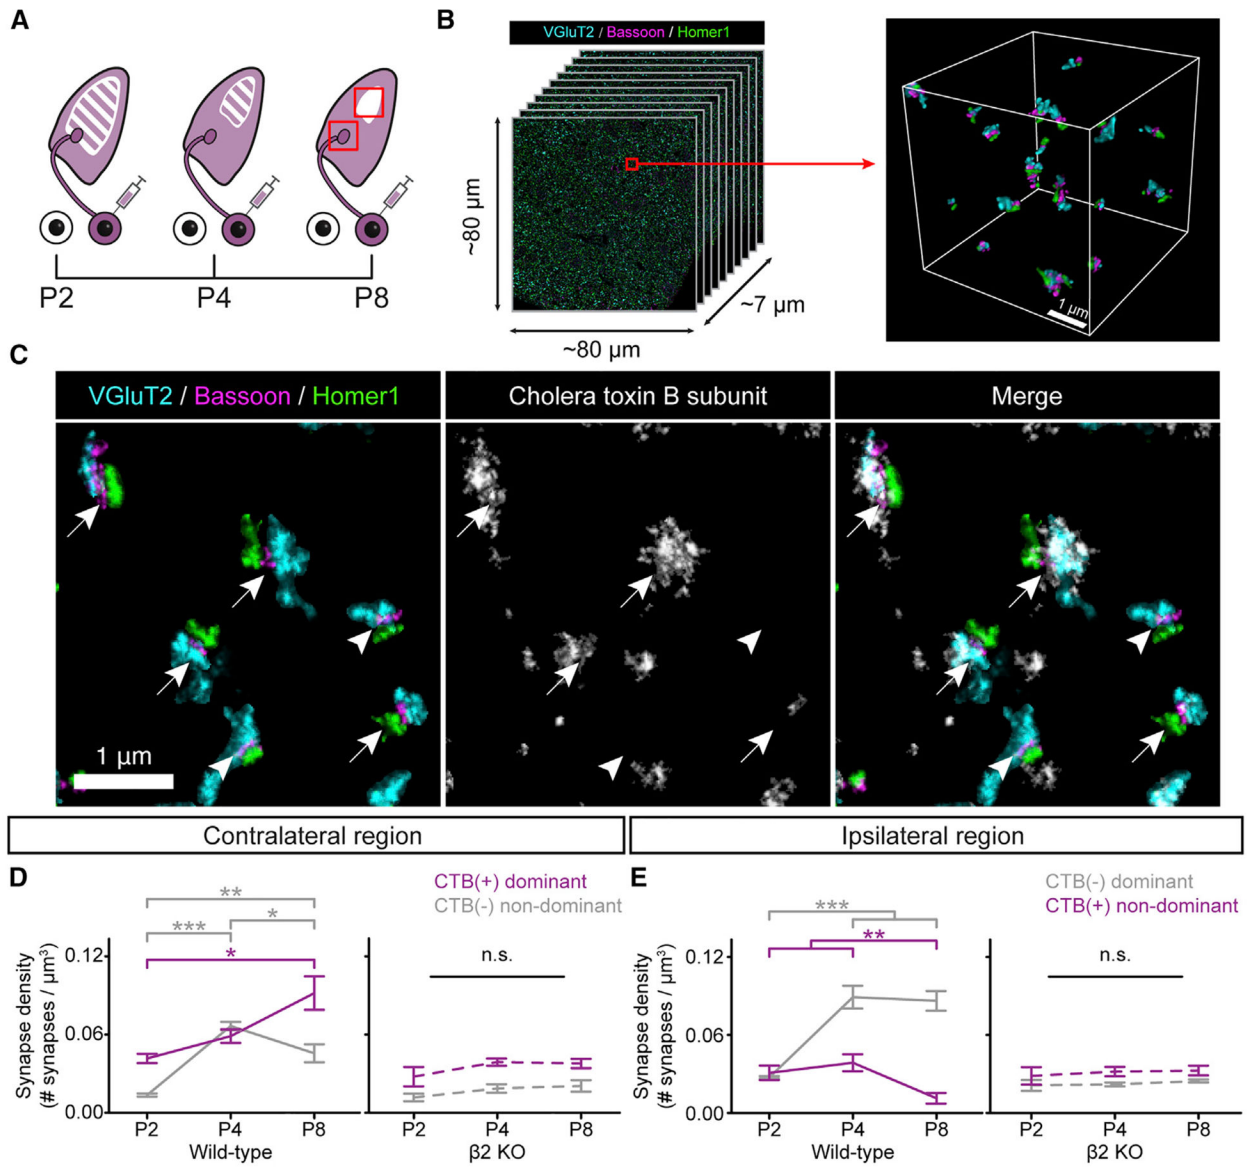 A
P2
P4
P8
B
VGluT2 / Bassoon / Homer1
~80 µm
~80 µm
~7 µm
1 µm
C
VGluT2 / Bassoon / Homer1
Cholera toxin B subunit
Merge
1 µm
Contralateral region
Ipsilateral region
D
CTB(+) dominant
CTB(-) non-dominant
**
***
*
*
n.s.
Synapse density
(# synapses / µm³)
0.12
0.06
0.00
P2 P4 P8
Wild-type
P2 P4 P8
β2 KO
E
CTB(-) dominant
CTB(+) non-dominant
***
**
n.s.
Synapse density
(# synapses / µm³)
0.12
0.06
0.00
P2 P4 P8
Wild-type
P2 P4 P8
β2 KO